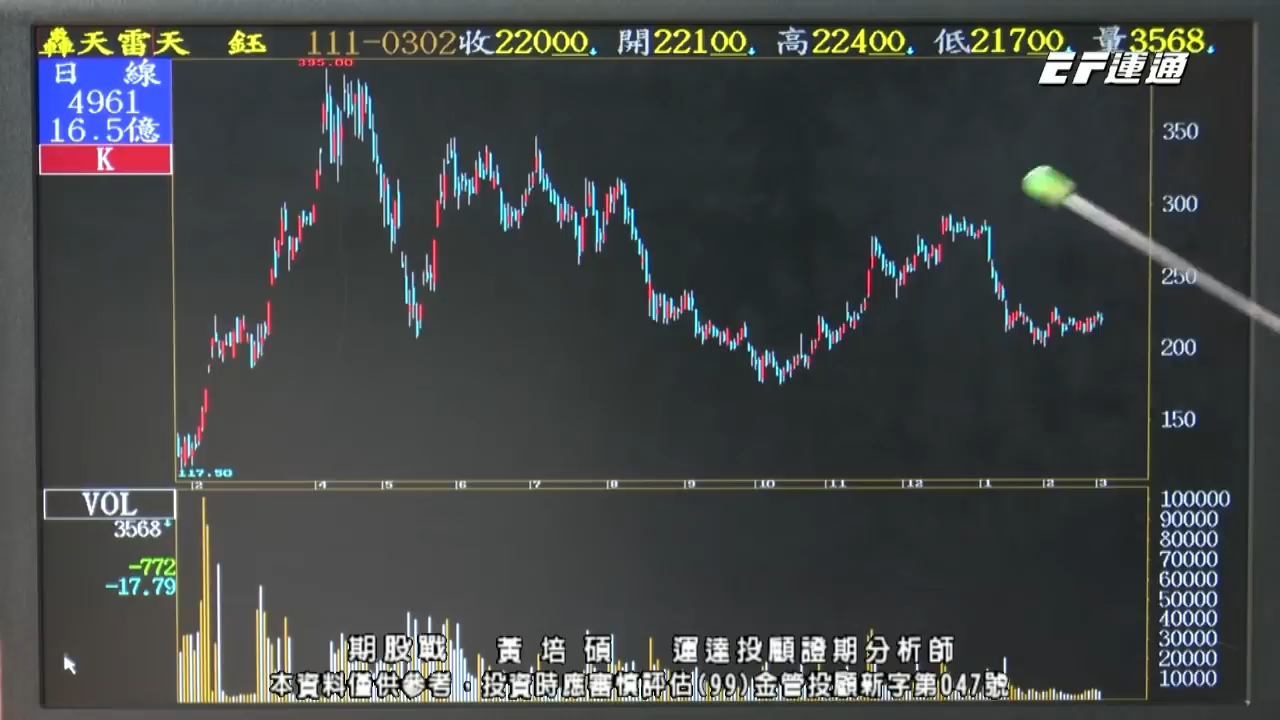 轟天雷天 鈺 111-0302收22000 開22100 高22400 低21700 量3568
EF運通
日 線
4961
16.5億
K
395.00
350
300
250
200
150
117.50
2 4 5 6 7 8 9 10 11 12 1 2 3
VOL
3568
-772
-17.79
100000
90000
80000
70000
60000
50000
40000
30000
20000
10000
期股戰 黃培碩 運達投顧證期分析師
本資料僅供參考，投資時應審慎評估(99)金管投顧新字第047號